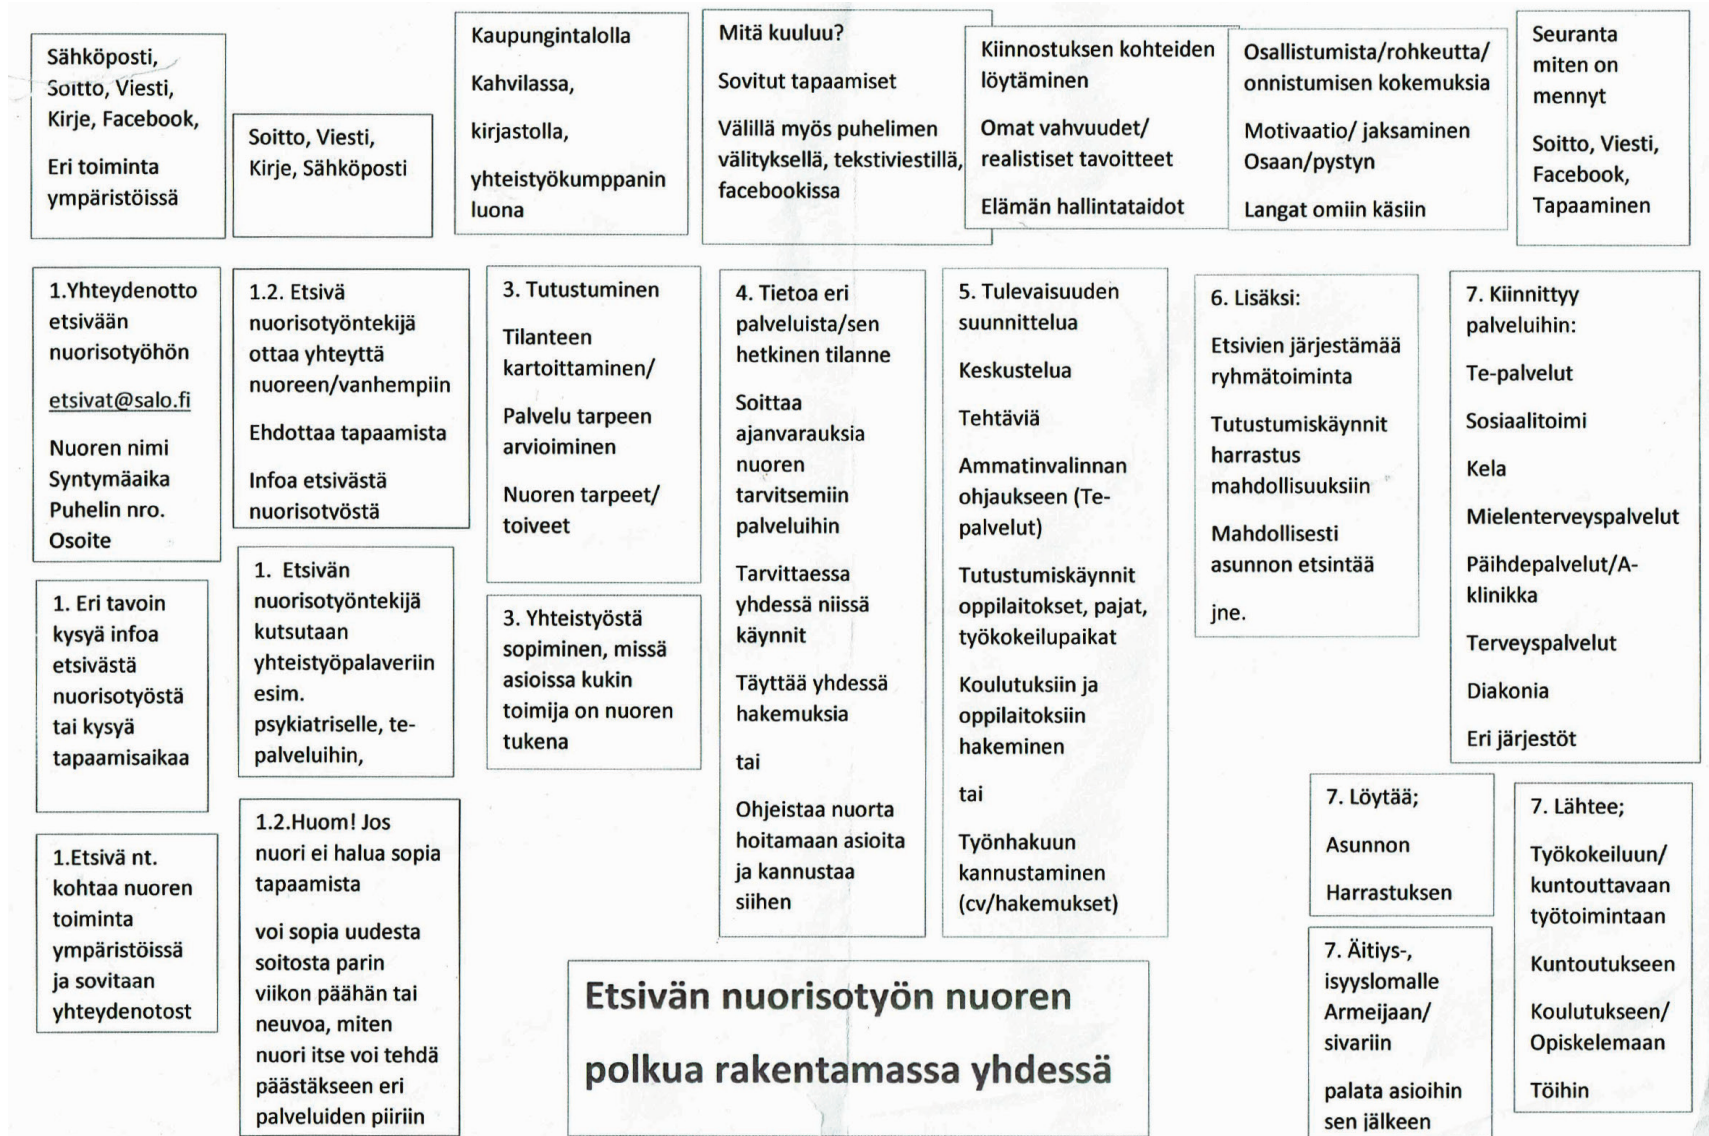 Sähköposti,
Soitto, Viesti,
Kirje, Facebook,
Eri toiminta
ympäristöissä
Soitto, Viesti,
Kirje, Sähköposti
Kaupungintalolla
Kahvilassa,
kirjastolla,
yhteistyökumppanin
luona
Mitä kuuluu?
Sovitut tapaamiset
Välillä myös puhelimen
välityksellä, tekstiviestillä,
facebookissa
Kiinnostuksen kohteiden
löytäminen
Omat vahvuudet/
realistiset tavoitteet
Elämän hallintataidot
Osallistumista/rohkeutta/
onnistumisen kokemuksia
Motivaatio/ jaksaminen
Osaan/pystyn
Langat omiin käsiin
Seuranta
miten on
mennyt
Soitto, Viesti,
Facebook,
Tapaaminen
1.Yhteydenotto
etsivään
nuorisotyöhön
etsivat@salo.fi
Nuoren nimi
Syntymäaika
Puhelin nro.
Osoite
1. Eri tavoin
kysyä infoa
etsivästä
nuorisotyöstä
tai kysyä
tapaamisaikaa
1.Etsivä nt.
kohtaa nuoren
toiminta
ympäristöissä
ja sovitaan
yhteydenotost
1.2. Etsivä
nuorisotyöntekijä
ottaa yhteyttä
nuoreen/vanhempiin
Ehdottaa tapaamista
Infoa etsivästä
nuorisotyöstä
1. Etsivän
nuorisotyöntekijä
kutsutaan
yhteistyöpalaveriin
esim.
psykiatriselle, te-
palveluihin,
1.2.Huom! Jos
nuori ei halua sopia
tapaamista
voi sopia uudesta
soitosta parin
viikon päähän tai
neuvoa, miten
nuori itse voi tehdä
päästäkseen eri
palveluiden piiriin
3. Tutustuminen
Tilanteen
kartoittaminen/
Palvelu tarpeen
arvioiminen
Nuoren tarpeet/
toiveet
3. Yhteistyöstä
sopiminen, missä
asioissa kukin
toimija on nuoren
tukena
4. Tietoa eri
palveluista/sen
hetkinen tilanne
Soittaa
ajanvarauksia
nuoren
tarvitsemiin
palveluihin
Tarvittaessa
yhdessä niissä
käynnit
Täyttää yhdessä
hakemuksia
tai
Ohjeistaa nuorta
hoitamaan asioita
ja kannustaa
siihen
5. Tulevaisuuden
suunnittelua
Keskustelua
Tehtäviä
Ammatinvalinnan
ohjaukseen (Te-
palvelut)
Tutustumiskäynnit
oppilaitokset, pajat,
työkokeilupaikat
Koulutuksiin ja
oppilaitoksiin
hakeminen
tai
Työnhakuun
kannustaminen
(cv/hakemukset)
6. Lisäksi:
Etsivien järjestämää
ryhmätoiminta
Tutustumiskäynnit
harrastus
mahdollisuuksiin
Mahdollisesti
asunnon etsintää
jne.
7. Kiinnittyy
palveluihin:
Te-palvelut
Sosiaalitoimi
Kela
Mielenterveyspalvelut
Päihdepalvelut/A-
klinikka
Terveyspalvelut
Diakonia
Eri järjestöt
7. Löytää;
Asunnon
Harrastuksen
7. Äitiys-,
isyyslomalle
Armeijaan/
sivariin
palata asioihin
sen jälkeen
7. Lähtee;
Työkokeiluun/
kuntouttavaan
työtoimintaan
Kuntoutukseen
Koulutukseen/
Opiskelemaan
Töihin
Etsivän nuorisotyön nuoren
polkua rakentamassa yhdessä